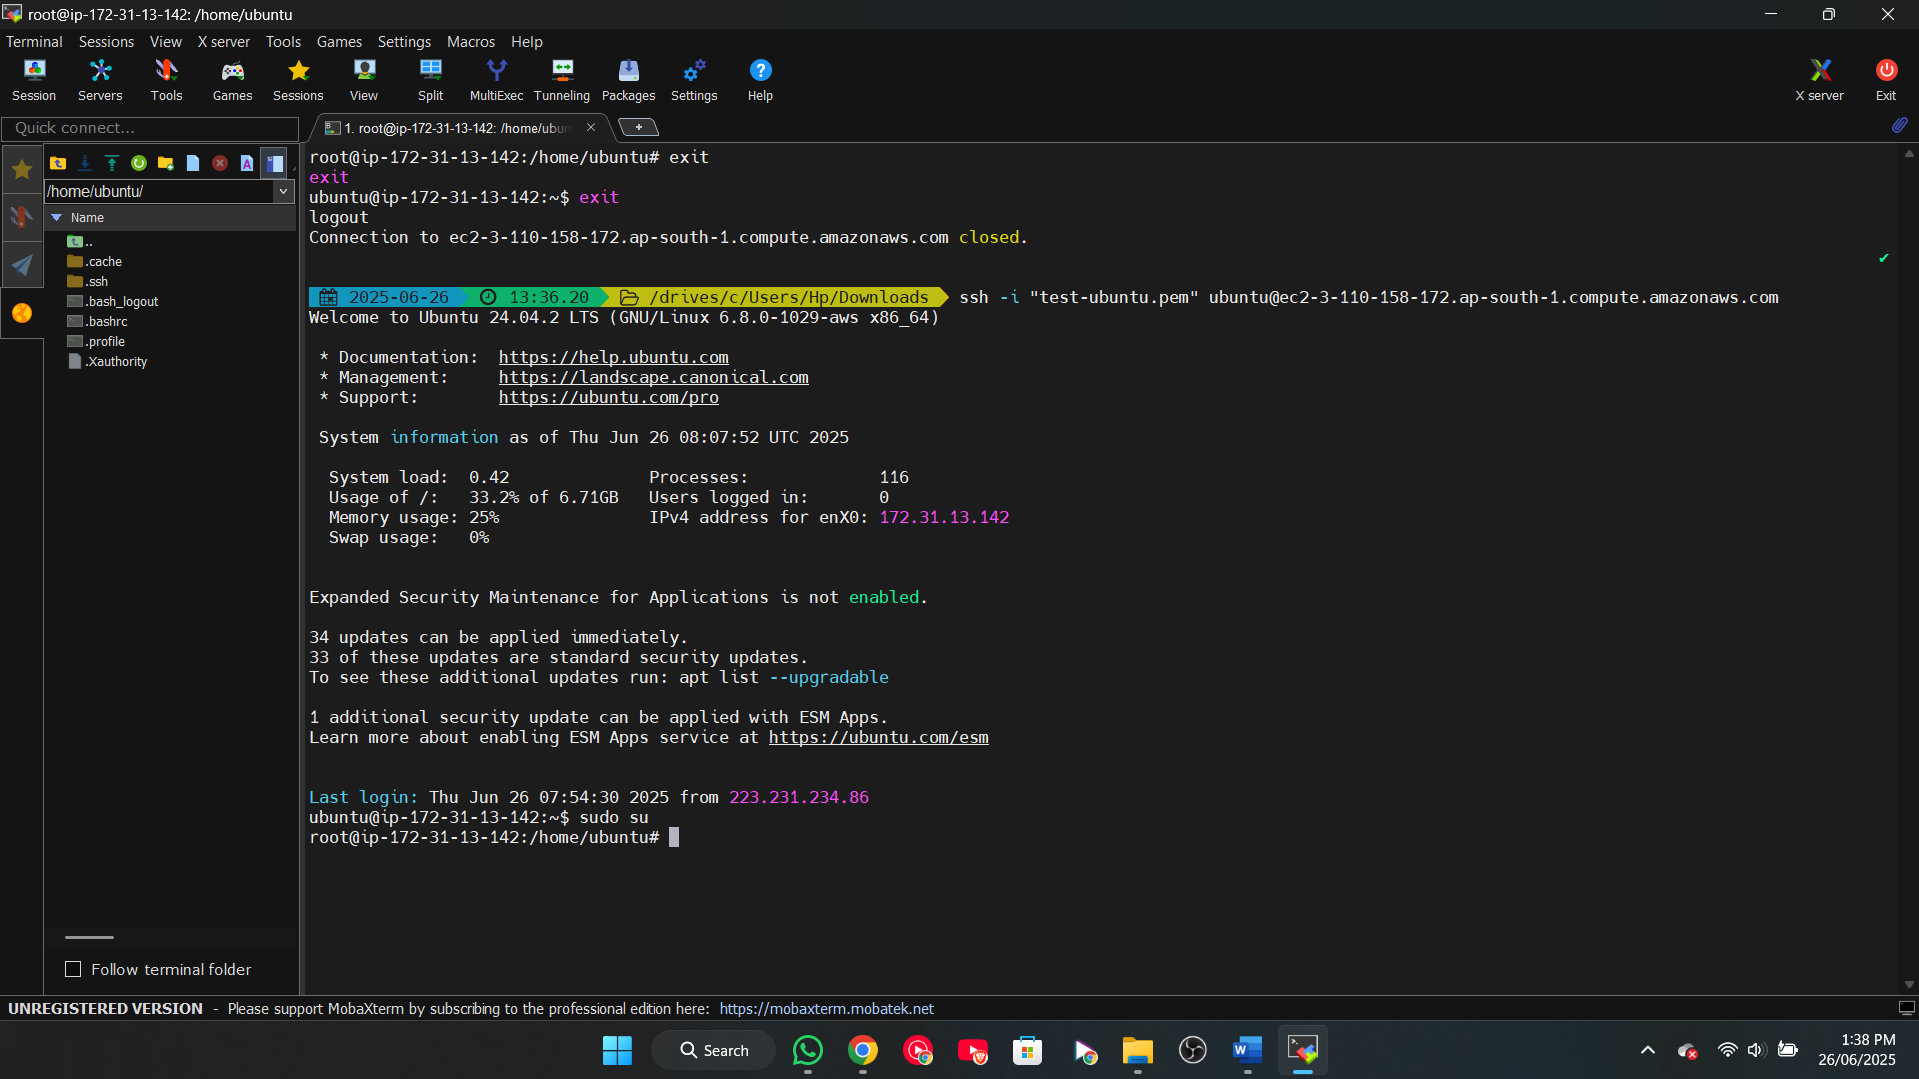 root@ip-172-31-13-142: /home/ubuntu
Terminal Sessions View X server Tools Games Settings Macros Help
Session Servers Tools Games Sessions View Split MultiExec Tunneling Packages Settings Help X server Exit
Quick connect...
1. root@ip-172-31-13-142: /home/ubun
/home/ubuntu/
Name
..
.cache
.ssh
.bash_logout
.bashrc
.profile
.Xauthority
Follow terminal folder
root@ip-172-31-13-142:/home/ubuntu# exit
exit
ubuntu@ip-172-31-13-142:~$ exit
logout
Connection to ec2-3-110-158-172.ap-south-1.compute.amazonaws.com closed.
2025-06-26 13:36.20 /drives/c/Users/Hp/Downloads ssh -i "test-ubuntu.pem" ubuntu@ec2-3-110-158-172.ap-south-1.compute.amazonaws.com
Welcome to Ubuntu 24.04.2 LTS (GNU/Linux 6.8.0-1029-aws x86_64)
* Documentation: https://help.ubuntu.com
* Management: https://landscape.canonical.com
* Support: https://ubuntu.com/pro
System information as of Thu Jun 26 08:07:52 UTC 2025
System load: 0.42 Processes: 116
Usage of /: 33.2% of 6.71GB Users logged in: 0
Memory usage: 25% IPv4 address for enX0: 172.31.13.142
Swap usage: 0%
Expanded Security Maintenance for Applications is not enabled.
34 updates can be applied immediately.
33 of these updates are standard security updates.
To see these additional updates run: apt list --upgradable
1 additional security update can be applied with ESM Apps.
Learn more about enabling ESM Apps service at https://ubuntu.com/esm
Last login: Thu Jun 26 07:54:30 2025 from 223.231.234.86
ubuntu@ip-172-31-13-142:~$ sudo su
root@ip-172-31-13-142:/home/ubuntu#
UNREGISTERED VERSION - Please support MobaXterm by subscribing to the professional edition here: https://mobaxterm.mobatek.net
Search
1:38 PM
26/06/2025